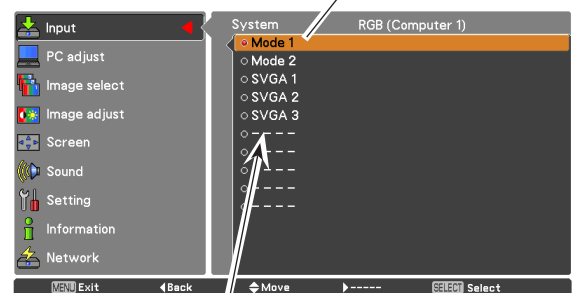 Input
PC adjust
Image select
Image adjust
Screen
Sound
Setting
Information
Network
System RGB (Computer 1)
Mode 1
Mode 2
SVGA 1
SVGA 2
SVGA 3
- - - -
- - - -
- - - -
- - - -
- - - -
MENU Exit Back Move ----- SELECT Select